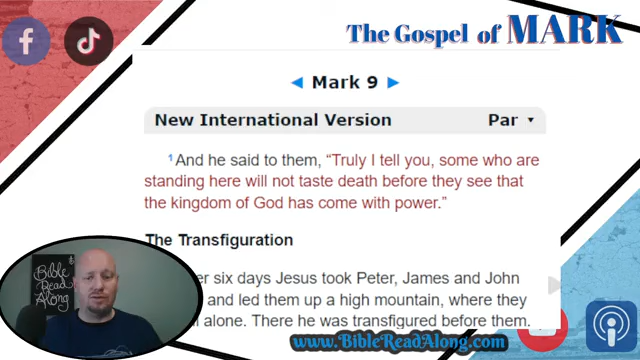 The Gospel of MARK
Mark 9
New International Version Par
1 And he said to them, “Truly I tell you, some who are
standing here will not taste death before they see that
the kingdom of God has come with power.”
The Transfiguration
er six days Jesus took Peter, James and John
and led them up a high mountain, where they
alone. There he was transfigured before them.
Bible
Read
Along
www.BibleReadAlong.com